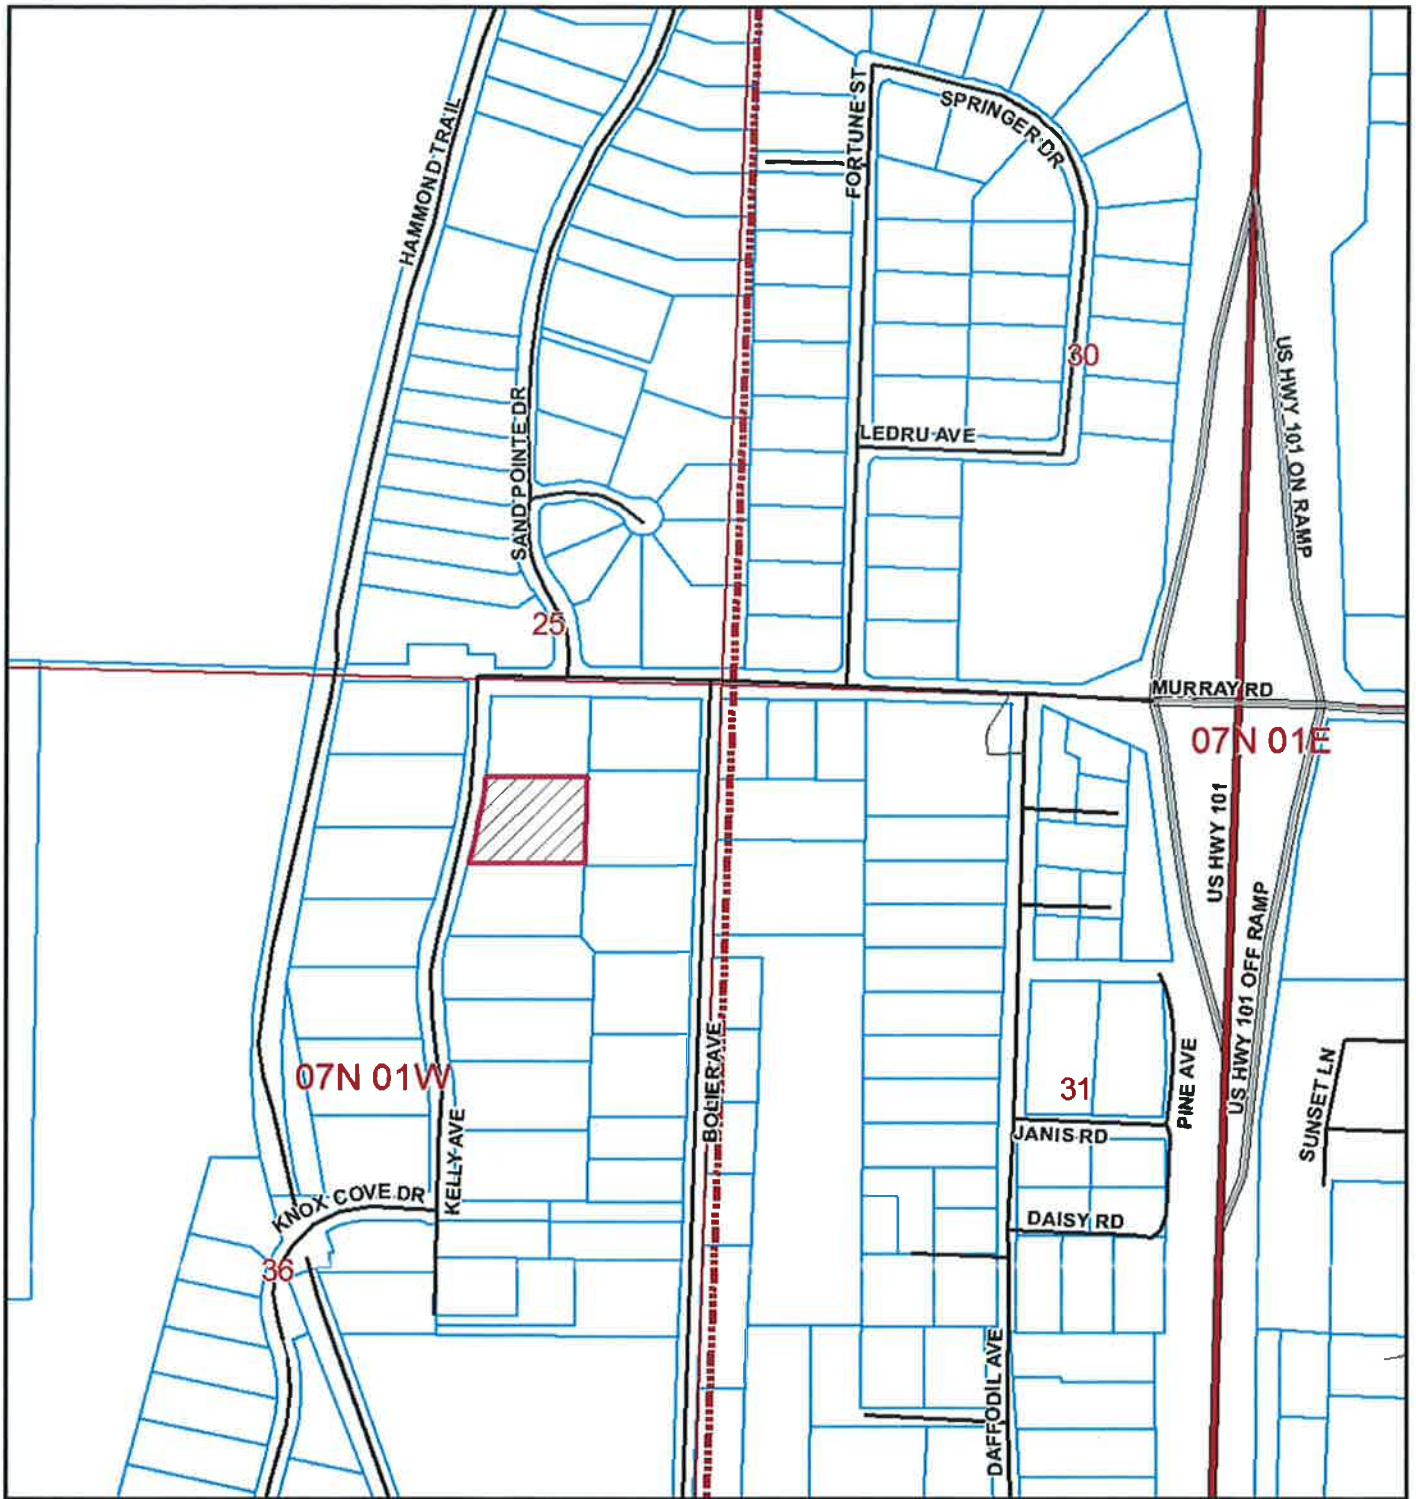 HAMMOND TRAIL
FORTUNE ST
SPRINGER DR
30
US HWY 101 ON RAMP
SAND POINTE DR
LEDRU AVE
25
MURRAY RD
07N 01E
US HWY 101
US HWY 101 OFF RAMP
07N 01W
BOLIER AVE
31
PINE AVE
SUNSET LN
KELLY AVE
JANIS RD
KNOX COVE DR
DAISY RD
36
DAFFODIL AVE